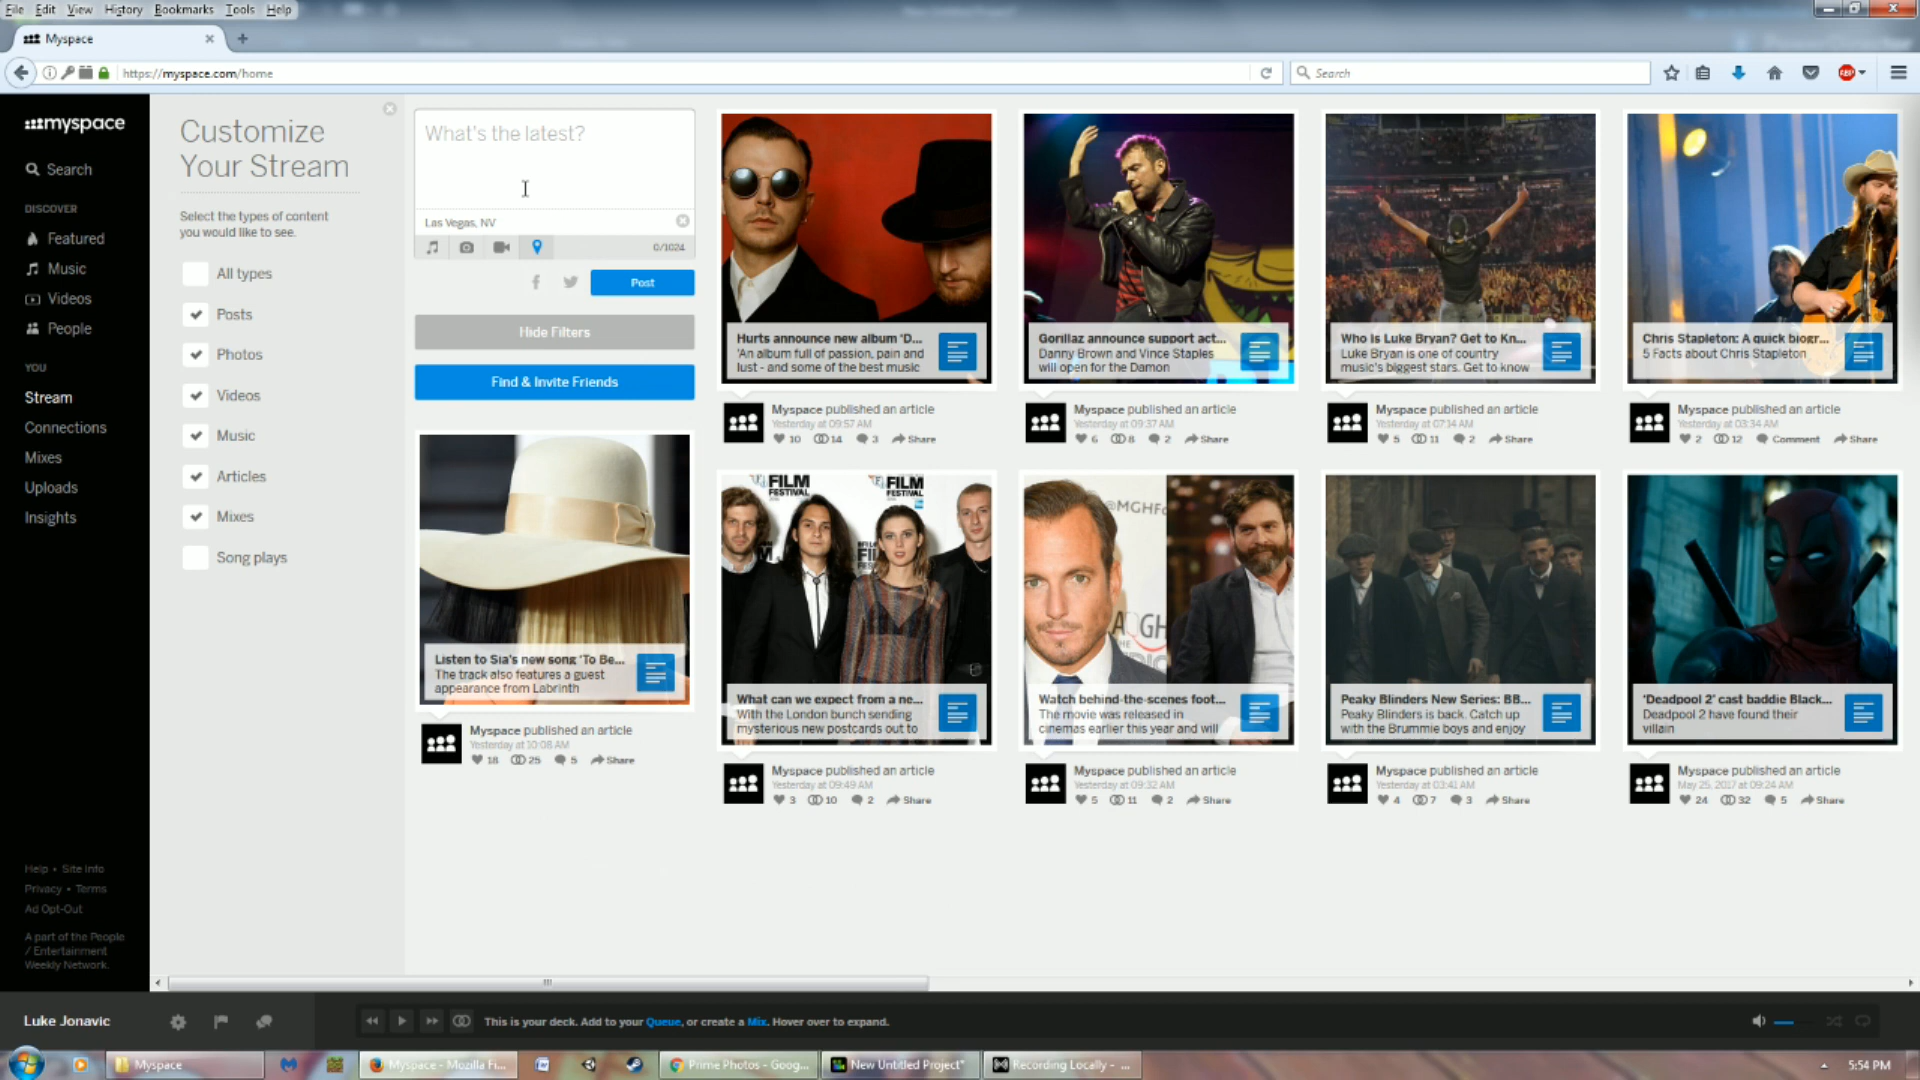 File Edit View History Bookmarks Tools Help
Myspace
https://myspace.com/home
Search
myspace
Search
DISCOVER
Featured
Music
Videos
People
YOU
Stream
Connections
Mixes
Uploads
Insights
Help • Site Info
Privacy • Terms
Ad Opt-Out
A part of the People
/ Entertainment
Weekly Network.
Customize
Your Stream
Select the types of content
you would like to see.
All types
Posts
Photos
Videos
Music
Articles
Mixes
Song plays
What's the latest?
Las Vegas, NV
0/1024
Post
Hide Filters
Find & Invite Friends
Listen to Sia's new song 'To Be...
The track also features a guest
appearance from Labrinth
Myspace published an article
Yesterday at 10:08 AM
18 25 5 Share
Hurts announce new album 'D...
'An album full of passion, pain and
lust - and some of the best music
Myspace published an article
Yesterday at 09:57 AM
10 14 3 Share
FILM
FESTIVAL
FILM
FESTIVAL
What can we expect from a ne...
With the London bunch sending
mysterious new postcards out to
Myspace published an article
Yesterday at 09:49 AM
3 10 2 Share
Gorillaz announce support act...
Danny Brown and Vince Staples
will open for the Damon
Myspace published an article
Yesterday at 09:37 AM
6 8 2 Share
Watch behind-the-scenes foot...
The movie was released in
cinemas earlier this year and will
Myspace published an article
Yesterday at 09:32 AM
5 11 2 Share
Who is Luke Bryan? Get to Kn...
Luke Bryan is one of country
music's biggest stars. Get to know
Myspace published an article
Yesterday at 07:14 AM
5 11 2 Share
Peaky Blinders New Series: BB...
Peaky Blinders is back. Catch up
with the Brummie boys and enjoy
Myspace published an article
Yesterday at 03:41 AM
4 7 3 Share
Chris Stapleton: A quick biogr...
5 Facts about Chris Stapleton
Myspace published an article
Yesterday at 03:34 AM
2 12 Comment Share
'Deadpool 2' cast baddie Black...
Deadpool 2 have found their
villain
Myspace published an article
May 25, 2017 at 09:24 AM
24 32 5 Share
Luke Jonavic
This is your deck. Add to your Queue, or create a Mix. Hover over to expand.
Myspace
Myspace - Mozilla Fi...
Prime Photos - Goog...
New Untitled Project*
Recording Locally - ...
5:54 PM